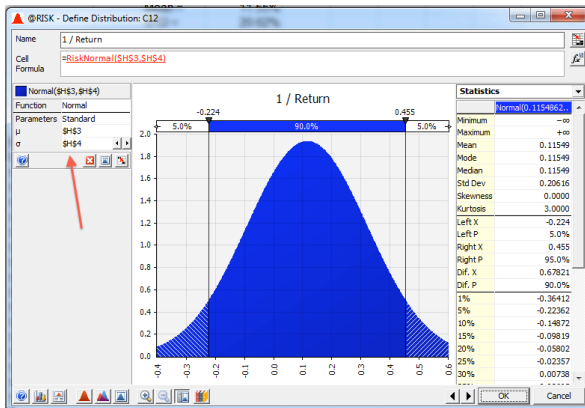 @RISK - Define Distribution: C12
Name
1 / Return
Cell Formula
=RiskNormal($H$3,$H$4)
Normal($H$3,$H$4)
Function Normal
Parameters Standard
μ $H$3
σ $H$4
1 / Return
-0.224 0.455
5.0% 90.0% 5.0%
2.0
1.8
1.6
1.4
1.2
1.0
0.8
0.6
0.4
0.2
0.0
-0.4 -0.3 -0.2 -0.1 0.0 0.1 0.2 0.3 0.4 0.5 0.6
Statistics
Normal(0.1154862...
Minimum -∞
Maximum +∞
Mean 0.11549
Mode 0.11549
Median 0.11549
Std Dev 0.20616
Skewness 0.0000
Kurtosis 3.0000
Left X -0.224
Left P 5.0%
Right X 0.455
Right P 95.0%
Dif. X 0.67821
Dif. P 90.0%
1% -0.36412
5% -0.22362
10% -0.14872
15% -0.09819
20% -0.05802
25% -0.02357
30% 0.00738
OK Cancel